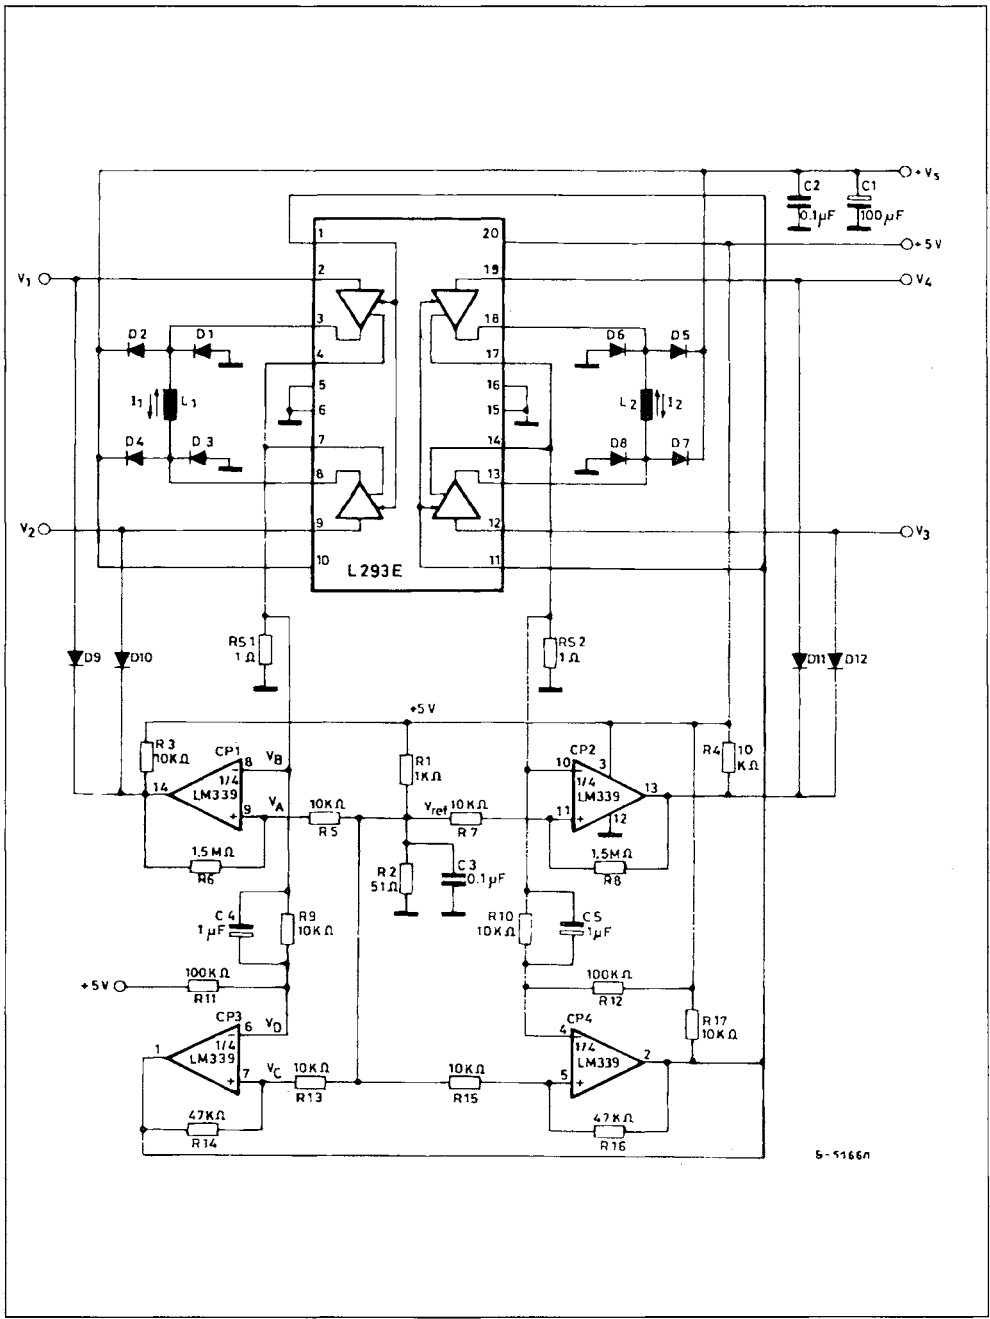 +Vs
C2
C1
0.1µF
100µF
1
20
+5V
V1
2
19
V4
3
18
D2
D1
D6
D5
4
17
5
16
I1
L1
L2
I2
6
15
7
14
D4
D3
D8
D7
8
13
V2
9
12
V3
10
11
L293E
D9
D10
RS1
1Ω
RS2
1Ω
D11
D12
+5V
R3
10KΩ
CP1
8
VB
R1
1KΩ
CP2
10
3
R4
10
KΩ
14
1/4
LM339
1/4
LM339
13
9
VA
10KΩ
R5
Vref
10KΩ
R7
11
12
1.5MΩ
R6
R2
51Ω
C3
0.1µF
1.5MΩ
R8
C4
1µF
R9
10KΩ
R10
10KΩ
C5
1µF
+5V
100KΩ
R11
100KΩ
R12
CP3
6
VD
CP4
4
R17
10KΩ
1
1/4
LM339
1/4
LM339
2
7
VC
10KΩ
R13
10KΩ
R15
5
47KΩ
R14
47KΩ
R16